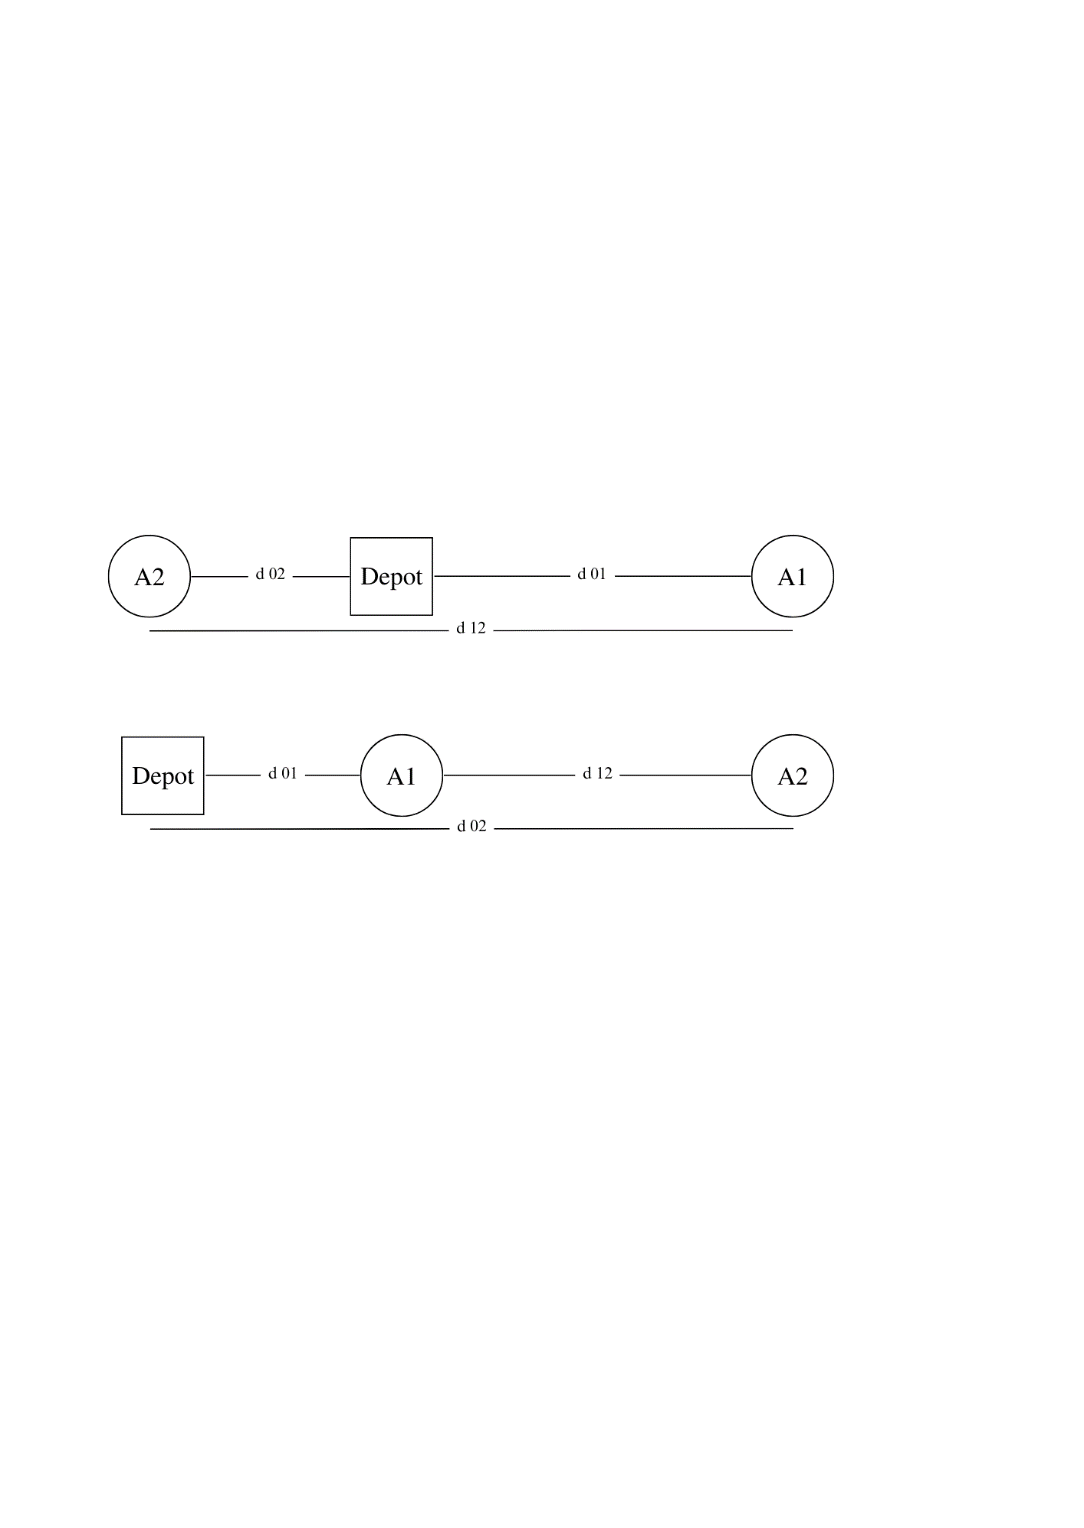 A2 d 02 Depot d 01 A1
d 12
Depot d 01 A1 d 12 A2
d 02